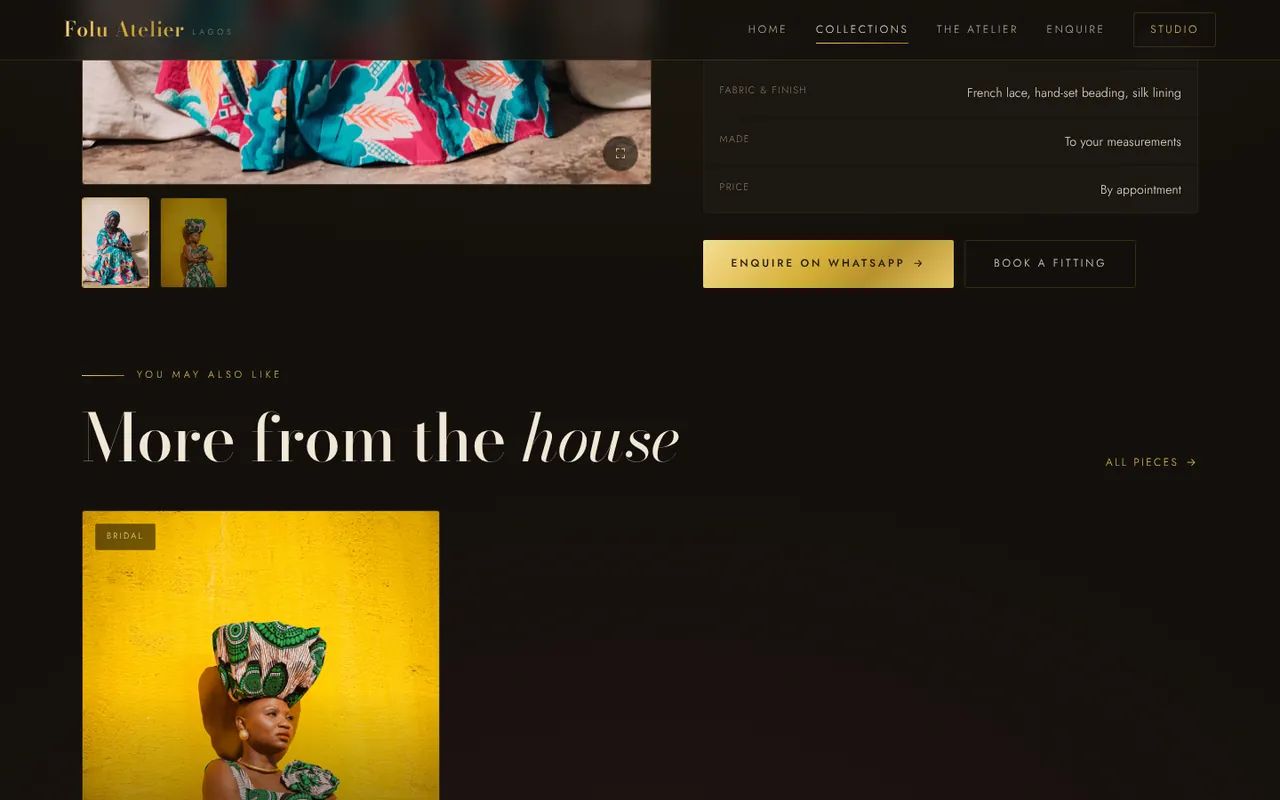 Folu Atelier LAGOS
HOME COLLECTIONS THE ATELIER ENQUIRE STUDIO
FABRIC & FINISH French lace, hand-set beading, silk lining
MADE To your measurements
PRICE By appointment
ENQUIRE ON WHATSAPP → BOOK A FITTING
YOU MAY ALSO LIKE
More from the house
ALL PIECES →
BRIDAL